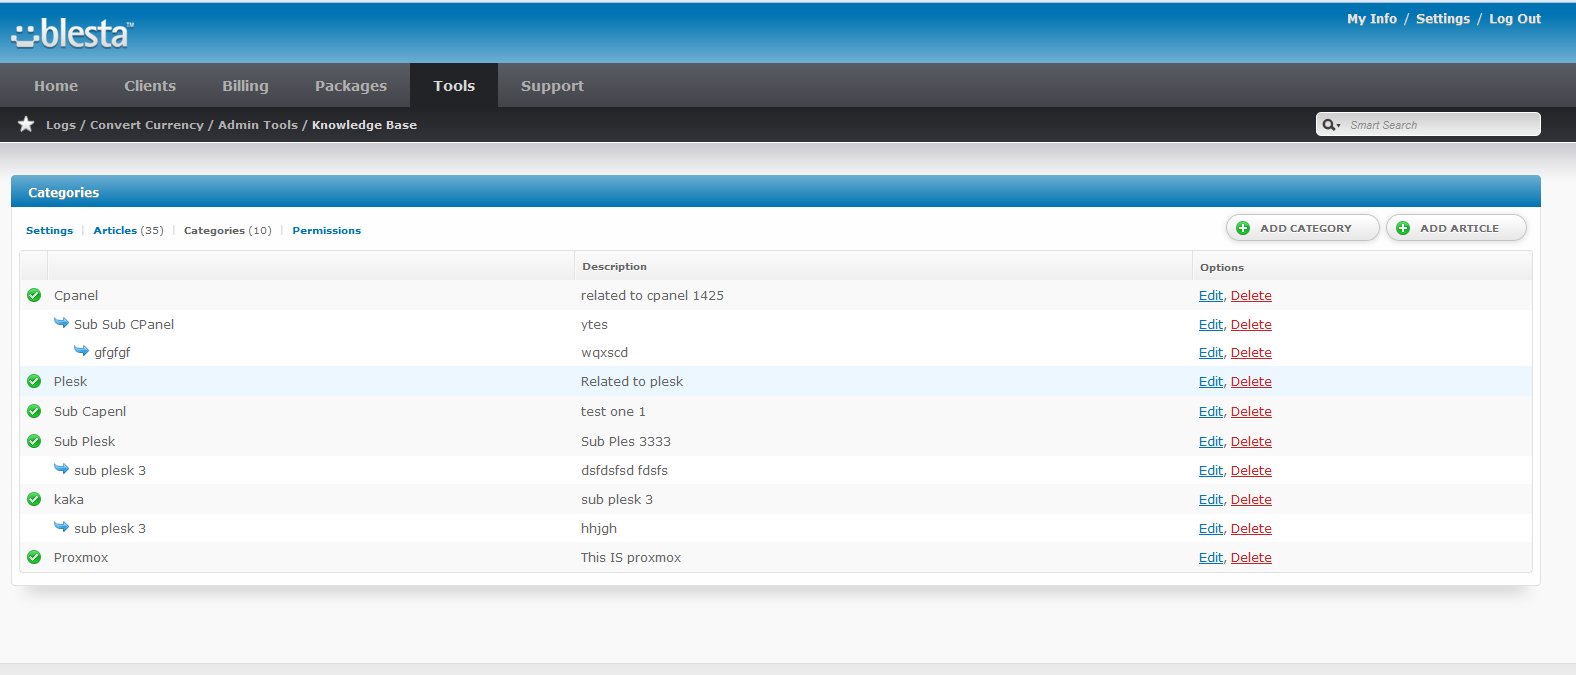 blesta™
My Info / Settings / Log Out
Home Clients Billing Packages Tools Support
Logs / Convert Currency / Admin Tools / Knowledge Base
Smart Search
Categories
Settings | Articles (35) | Categories (10) | Permissions
ADD CATEGORY ADD ARTICLE
Description Options
Cpanel related to cpanel 1425 Edit, Delete
Sub Sub CPanel ytes Edit, Delete
gfgfgf wqxscd Edit, Delete
Plesk Related to plesk Edit, Delete
Sub Capenl test one 1 Edit, Delete
Sub Plesk Sub Ples 3333 Edit, Delete
sub plesk 3 dsfdsfsd fdsfs Edit, Delete
kaka sub plesk 3 Edit, Delete
sub plesk 3 hhjgh Edit, Delete
Proxmox This IS proxmox Edit, Delete